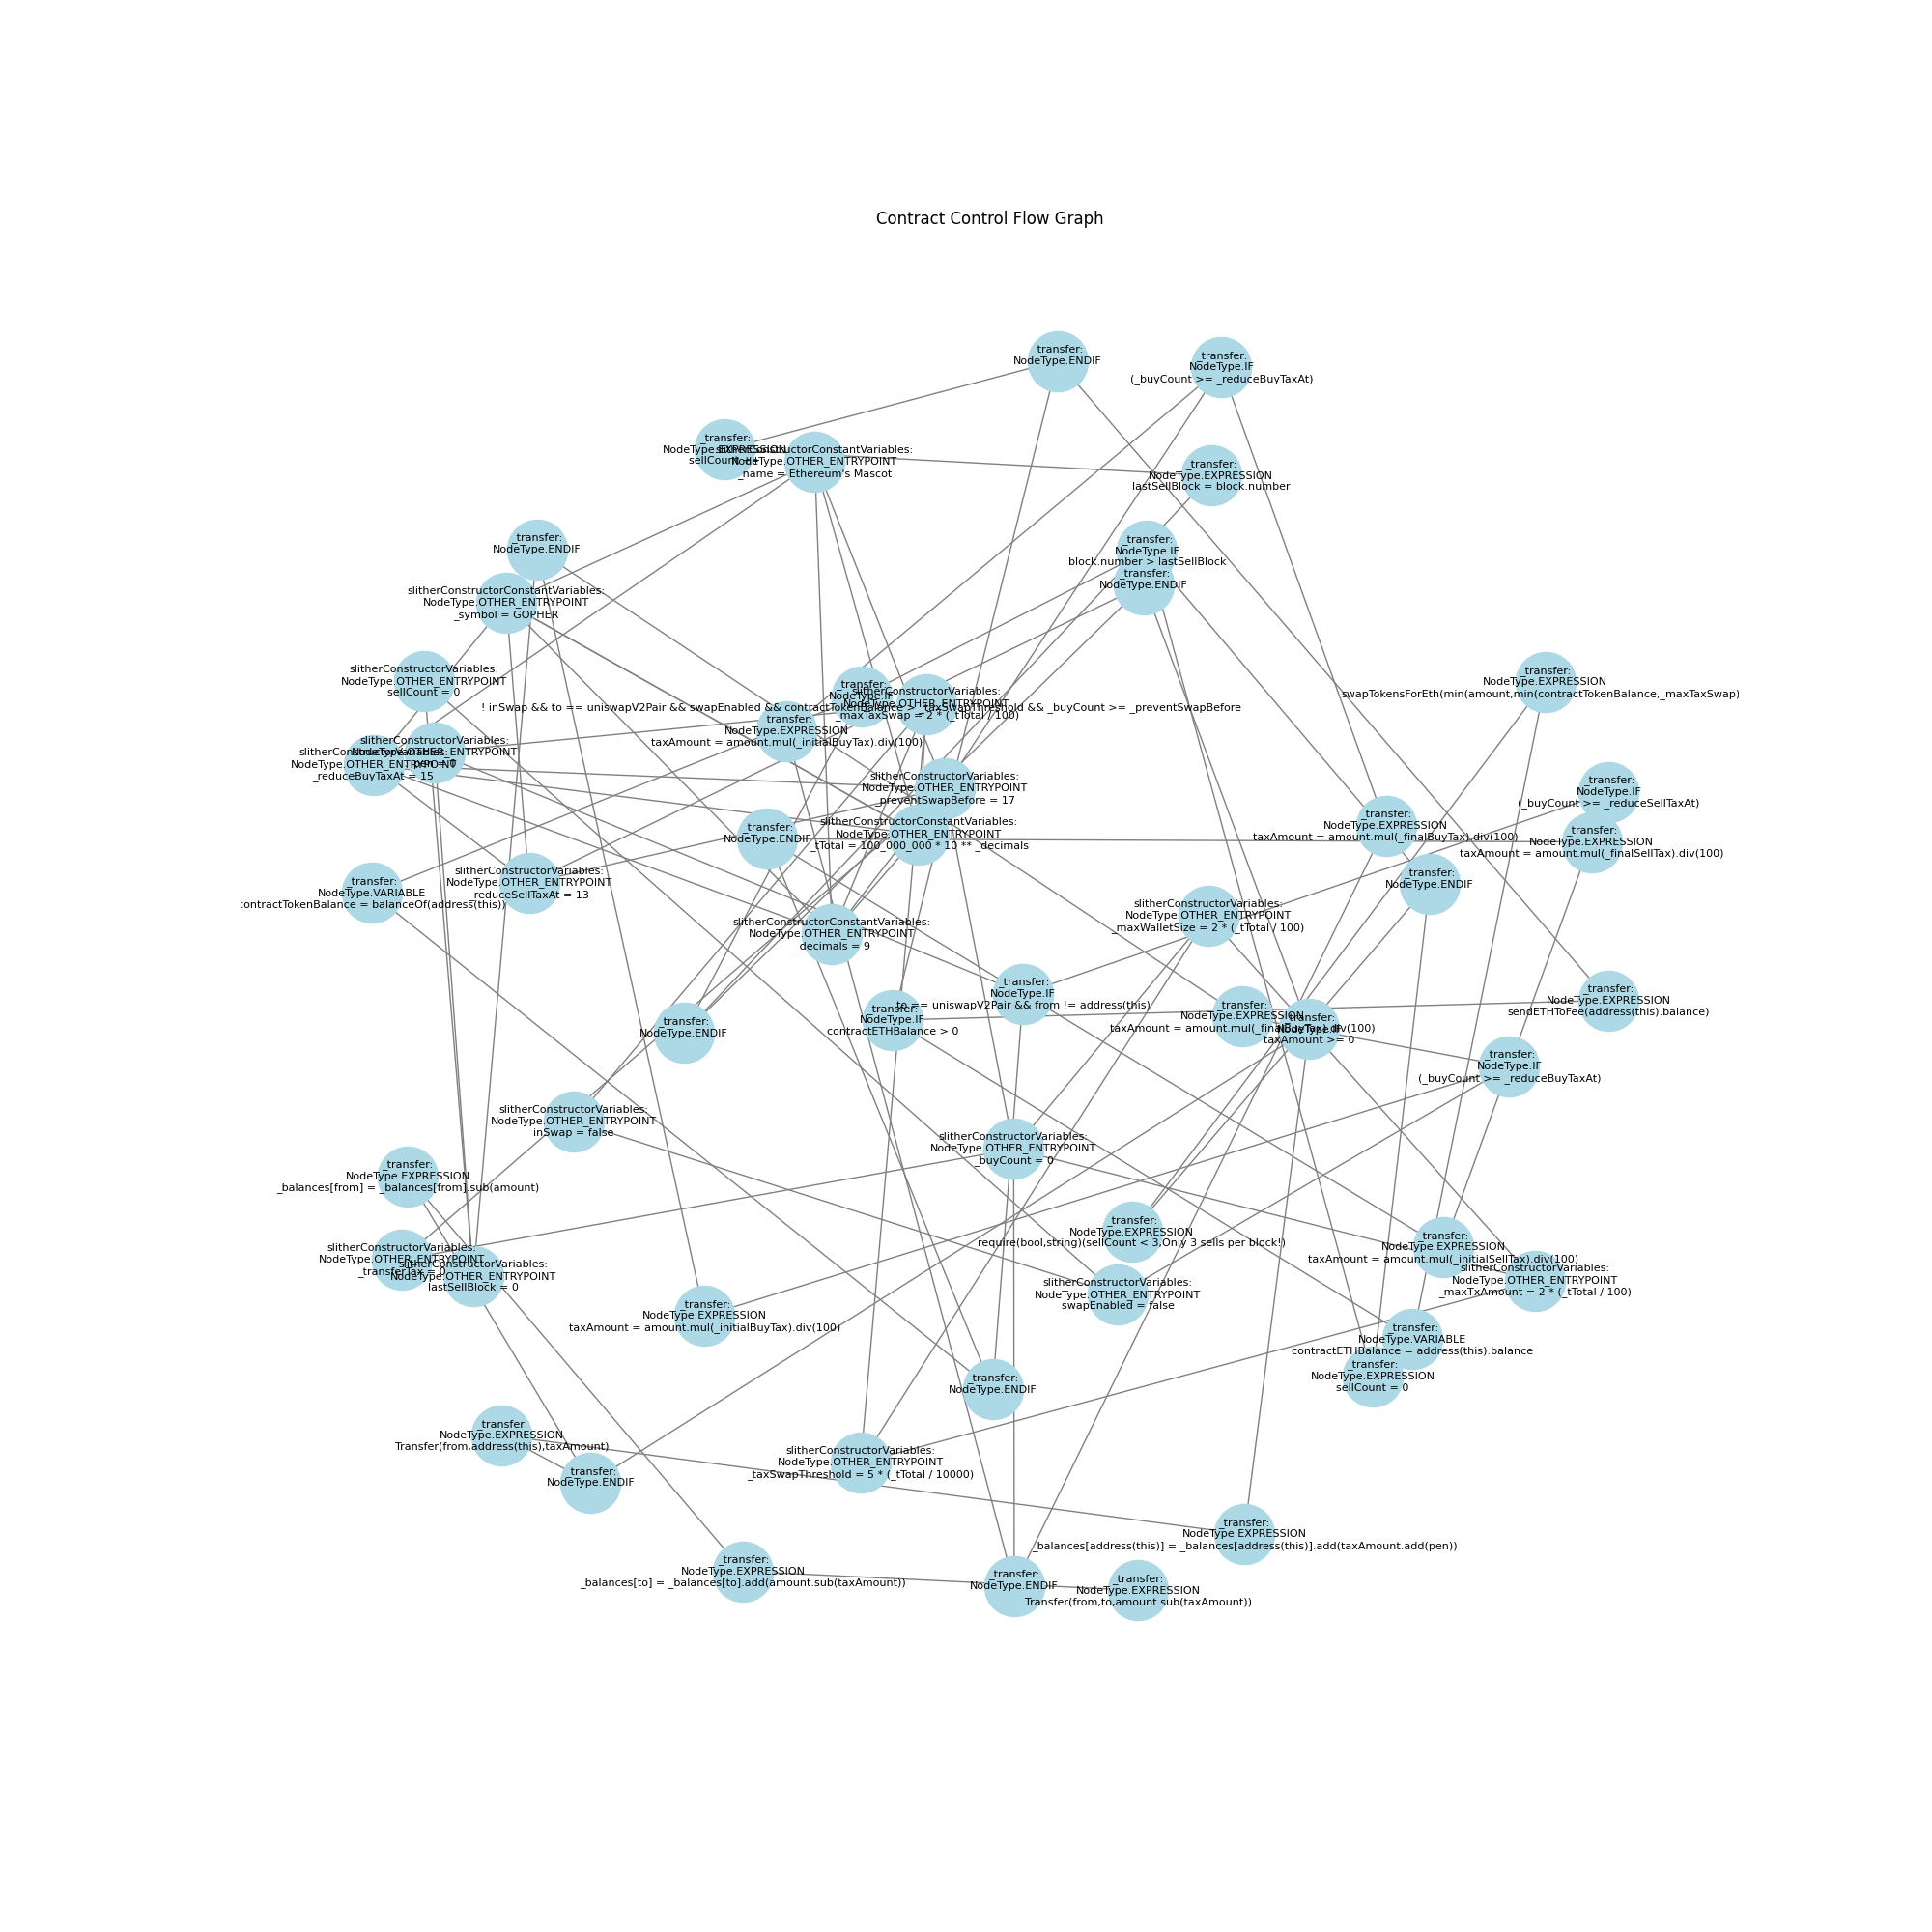 Contract Control Flow Graph
_transfer:
NodeType.ENDIF
_transfer:
NodeType.IF
(_buyCount >= _reduceBuyTaxAt)
_transfer:
NodeType.EXPRESSION
sellCount ++
slitherConstructorConstantVariables:
NodeType.OTHER_ENTRYPOINT
_name = Ethereum's Mascot
_transfer:
NodeType.EXPRESSION
lastSellBlock = block.number
_transfer:
NodeType.ENDIF
_transfer:
NodeType.IF
block.number > lastSellBlock
_transfer:
NodeType.ENDIF
slitherConstructorConstantVariables:
NodeType.OTHER_ENTRYPOINT
_symbol = GOPHER
slitherConstructorVariables:
NodeType.OTHER_ENTRYPOINT
sellCount = 0
_transfer:
NodeType.EXPRESSION
swapTokensForEth(min(amount,min(contractTokenBalance,_maxTaxSwap)
_transfer:
NodeType.IF
! inSwap && to == uniswapV2Pair && swapEnabled && contractTokenBalance > _taxSwapThreshold && _buyCount >= _preventSwapBefore
slitherConstructorVariables:
NodeType.OTHER_ENTRYPOINT
_maxTaxSwap = 2 * (_tTotal / 100)
_transfer:
NodeType.EXPRESSION
taxAmount = amount.mul(_initialBuyTax).div(100)
slitherConstructorVariables:
NodeType.OTHER_ENTRYPOINT
pen = 0
slitherConstructorVariables:
NodeType.OTHER_ENTRYPOINT
_reduceBuyTaxAt = 15
slitherConstructorVariables:
NodeType.OTHER_ENTRYPOINT
_preventSwapBefore = 17
_transfer:
NodeType.IF
(_buyCount >= _reduceSellTaxAt)
_transfer:
NodeType.EXPRESSION
taxAmount = amount.mul(_finalBuyTax).div(100)
_transfer:
NodeType.EXPRESSION
taxAmount = amount.mul(_finalSellTax).div(100)
_transfer:
NodeType.ENDIF
slitherConstructorConstantVariables:
NodeType.OTHER_ENTRYPOINT
_tTotal = 100_000_000 * 10 ** _decimals
_transfer:
NodeType.ENDIF
slitherConstructorVariables:
NodeType.OTHER_ENTRYPOINT
_reduceSellTaxAt = 13
_transfer:
NodeType.VARIABLE
contractTokenBalance = balanceOf(address(this))
slitherConstructorVariables:
NodeType.OTHER_ENTRYPOINT
_maxWalletSize = 2 * (_tTotal / 100)
slitherConstructorConstantVariables:
NodeType.OTHER_ENTRYPOINT
_decimals = 9
_transfer:
NodeType.IF
to == uniswapV2Pair && from != address(this)
_transfer:
NodeType.EXPRESSION
sendETHToFee(address(this).balance)
_transfer:
NodeType.IF
contractETHBalance > 0
_transfer:
NodeType.EXPRESSION
taxAmount = amount.mul(_finalBuyTax).div(100)
_transfer:
NodeType.IF
taxAmount >= 0
_transfer:
NodeType.ENDIF
_transfer:
NodeType.IF
(_buyCount >= _reduceBuyTaxAt)
slitherConstructorVariables:
NodeType.OTHER_ENTRYPOINT
inSwap = false
slitherConstructorVariables:
NodeType.OTHER_ENTRYPOINT
_buyCount = 0
_transfer:
NodeType.EXPRESSION
_balances[from] = _balances[from].sub(amount)
_transfer:
NodeType.EXPRESSION
require(bool,string)(sellCount < 3,Only 3 sells per block!)
_transfer:
NodeType.EXPRESSION
taxAmount = amount.mul(_initialSellTax).div(100)
slitherConstructorVariables:
NodeType.OTHER_ENTRYPOINT
_transferTax = 0
slitherConstructorVariables:
NodeType.OTHER_ENTRYPOINT
lastSellBlock = 0
slitherConstructorVariables:
NodeType.OTHER_ENTRYPOINT
_maxTxAmount = 2 * (_tTotal / 100)
slitherConstructorVariables:
NodeType.OTHER_ENTRYPOINT
swapEnabled = false
_transfer:
NodeType.EXPRESSION
taxAmount = amount.mul(_initialBuyTax).div(100)
_transfer:
NodeType.VARIABLE
contractETHBalance = address(this).balance
_transfer:
NodeType.EXPRESSION
sellCount = 0
_transfer:
NodeType.ENDIF
_transfer:
NodeType.EXPRESSION
Transfer(from,address(this),taxAmount)
slitherConstructorVariables:
NodeType.OTHER_ENTRYPOINT
_taxSwapThreshold = 5 * (_tTotal / 10000)
_transfer:
NodeType.ENDIF
_transfer:
NodeType.EXPRESSION
_balances[address(this)] = _balances[address(this)].add(taxAmount.add(pen))
_transfer:
NodeType.EXPRESSION
_balances[to] = _balances[to].add(amount.sub(taxAmount))
_transfer:
NodeType.ENDIF
_transfer:
NodeType.EXPRESSION
Transfer(from,to,amount.sub(taxAmount))